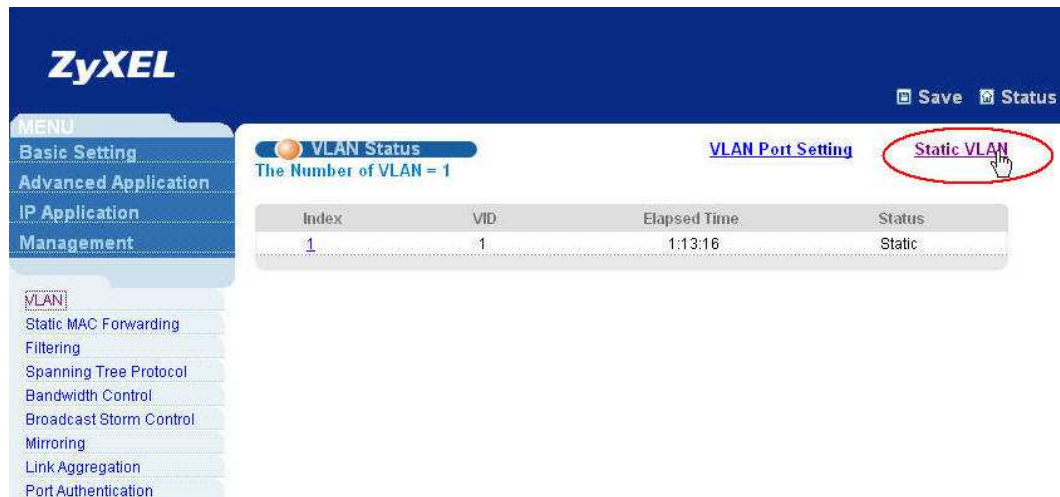 ZyXEL
Save Status
MENU
Basic Setting
Advanced Application
IP Application
Management
VLAN
Static MAC Forwarding
Filtering
Spanning Tree Protocol
Bandwidth Control
Broadcast Storm Control
Mirroring
Link Aggregation
Port Authentication
VLAN Status
The Number of VLAN = 1
VLAN Port Setting
Static VLAN
Index VID Elapsed Time Status
1 1 1:13:16 Static